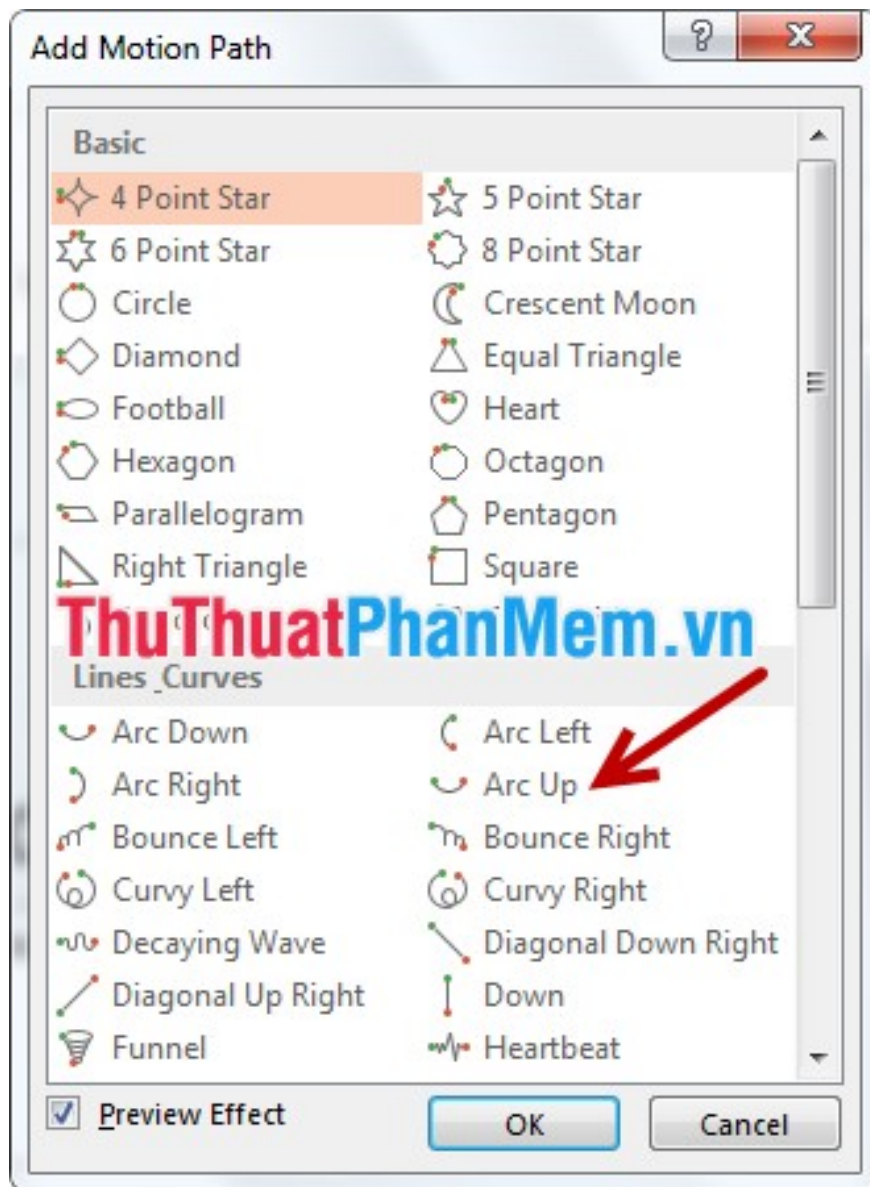 Add Motion Path
Basic
4 Point Star 5 Point Star
6 Point Star 8 Point Star
Circle Crescent Moon
Diamond Equal Triangle
Football Heart
Hexagon Octagon
Parallelogram Pentagon
Right Triangle Square
ThuThuatPhanMem.vn
Lines_Curves
Arc Down Arc Left
Arc Right Arc Up
Bounce Left Bounce Right
Curvy Left Curvy Right
Decaying Wave Diagonal Down Right
Diagonal Up Right Down
Funnel Heartbeat
Preview Effect OK Cancel